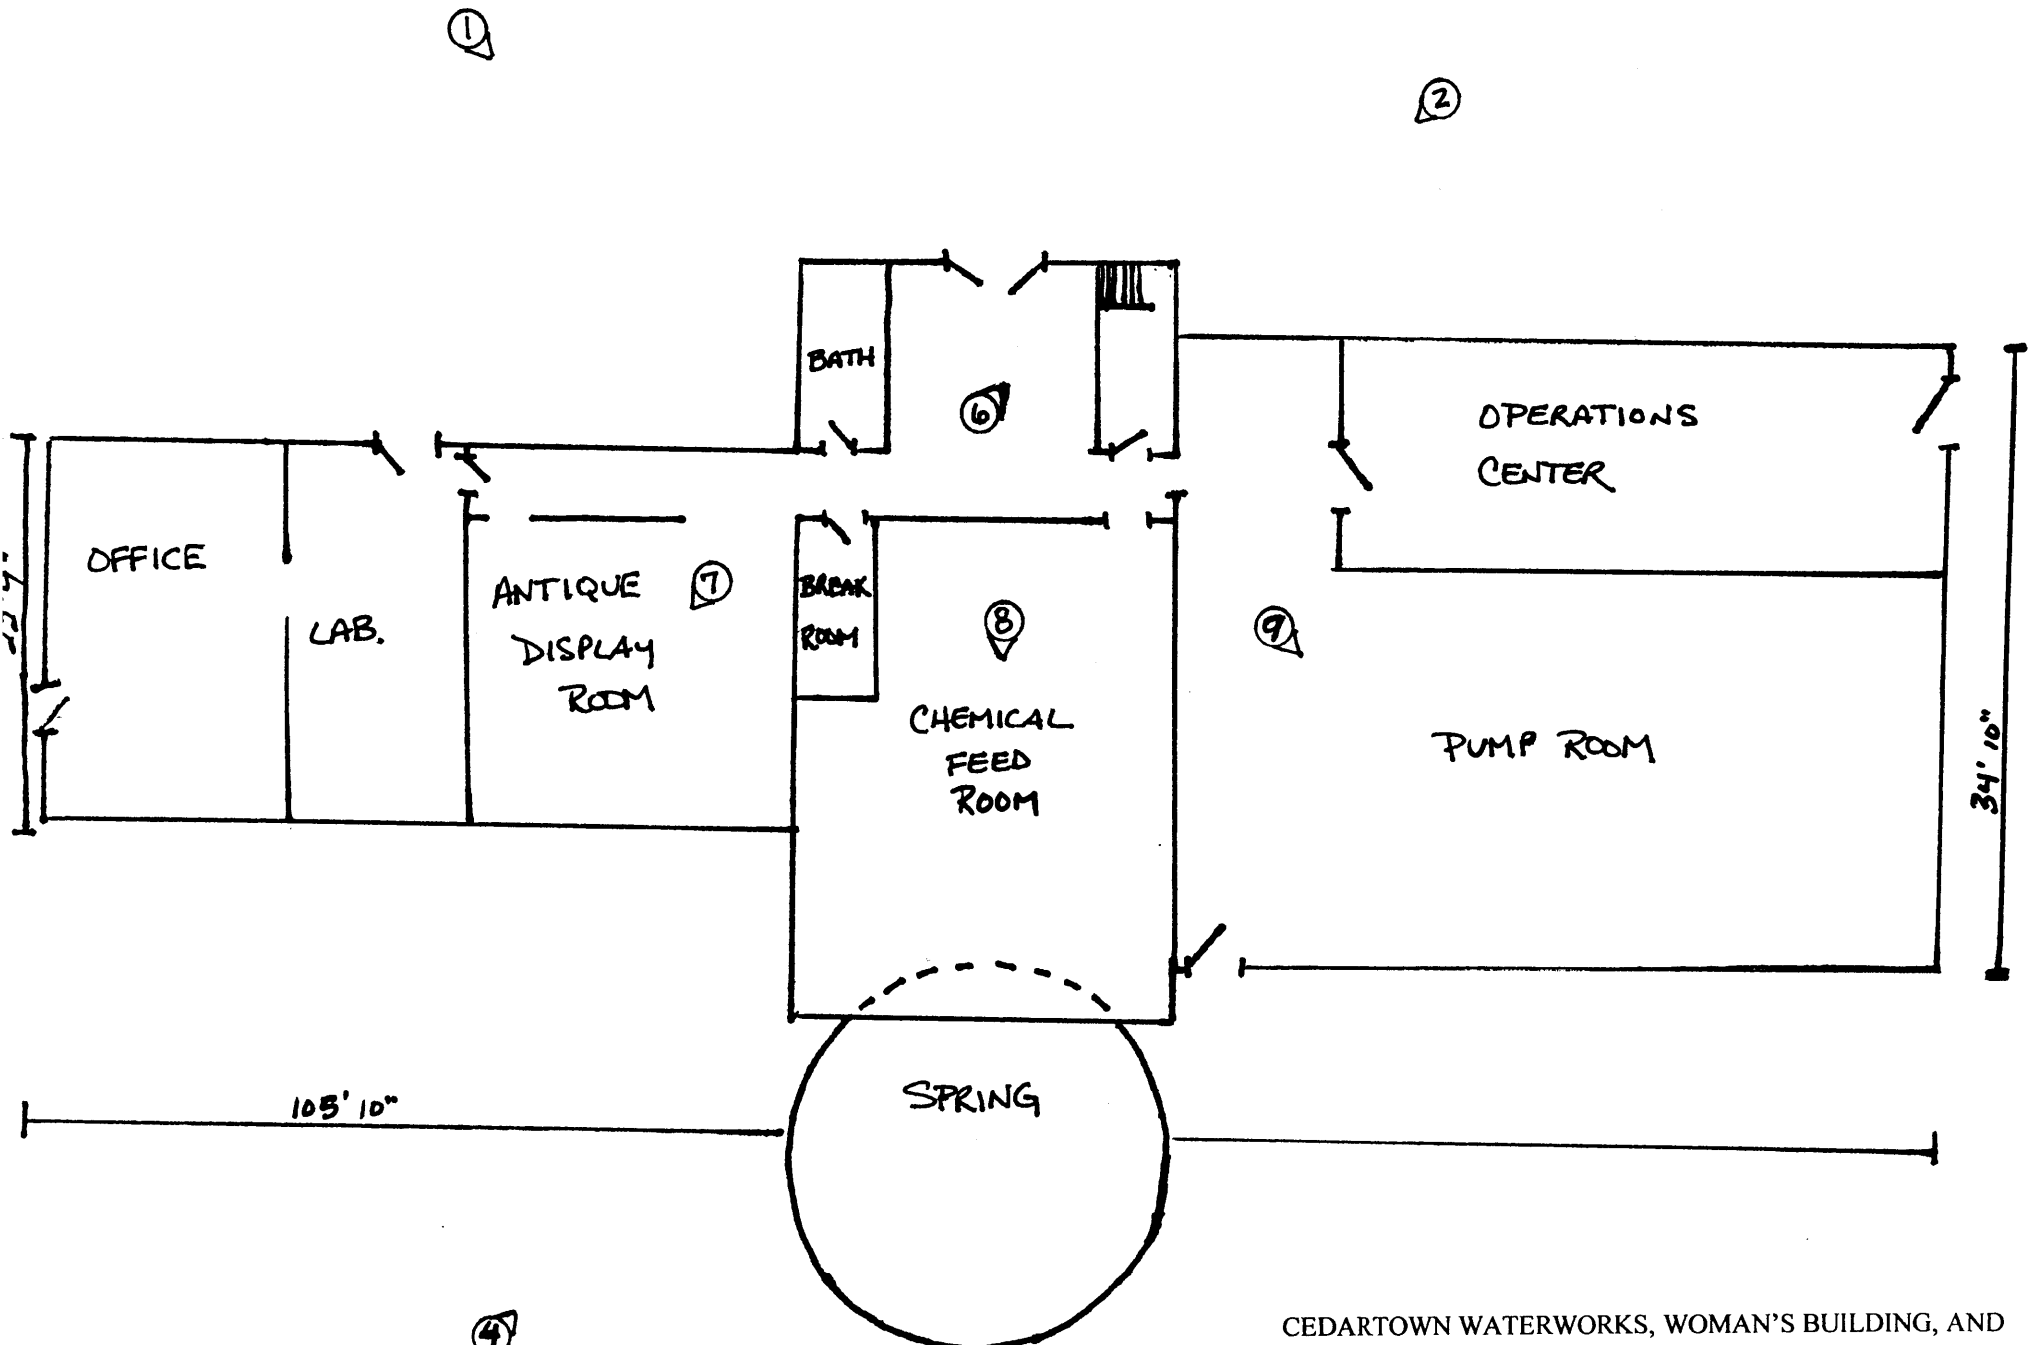 1
2
BATH
6
OPERATIONS
CENTER
OFFICE
LAB.
ANTIQUE
DISPLAY
ROOM
7
BREAK
ROOM
8
9
CHEMICAL
FEED
ROOM
PUMP ROOM
34' 10"
SPRING
105' 10"
4
CEDARTOWN WATERWORKS, WOMAN'S BUILDING, AND